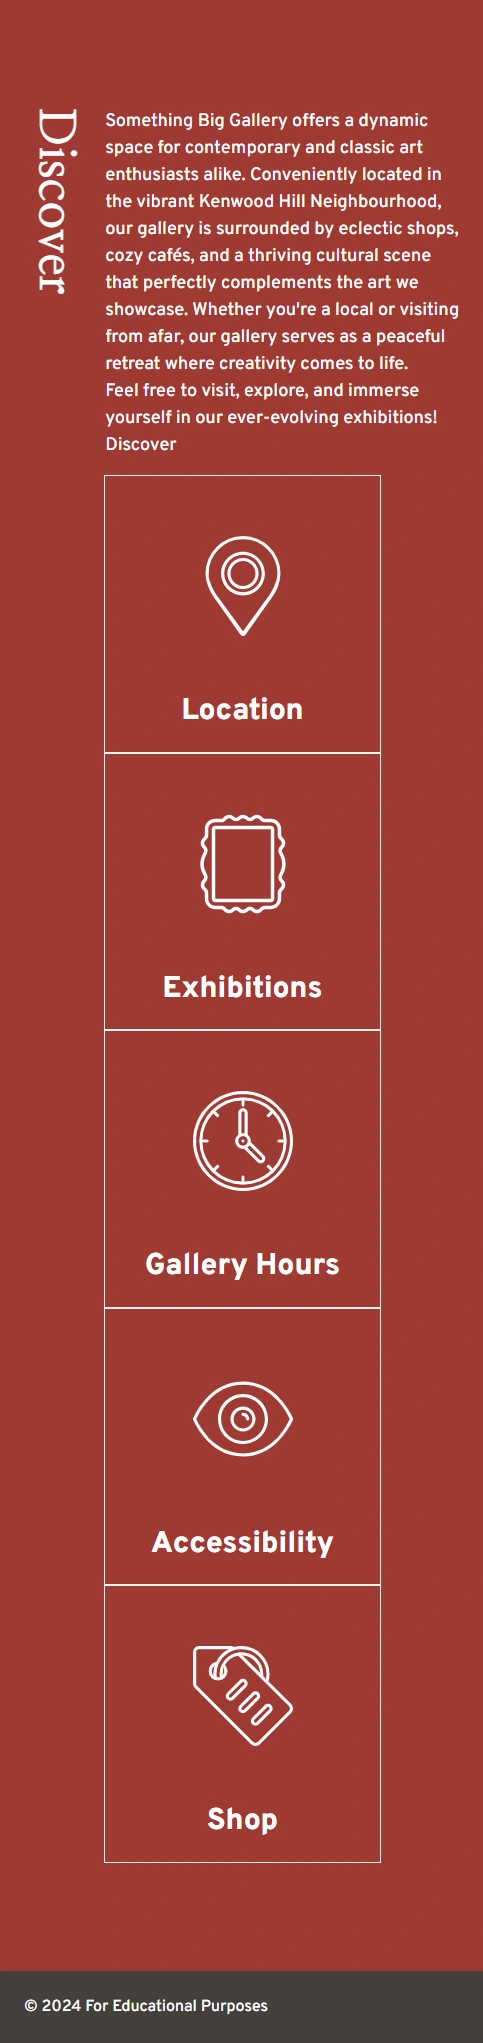 Discover
Something Big Gallery offers a dynamic
space for contemporary and classic art
enthusiasts alike. Conveniently located in
the vibrant Kenwood Hill Neighbourhood,
our gallery is surrounded by eclectic shops,
cozy cafés, and a thriving cultural scene
that perfectly complements the art we
showcase. Whether you're a local or visiting
from afar, our gallery serves as a peaceful
retreat where creativity comes to life.
Feel free to visit, explore, and immerse
yourself in our ever-evolving exhibitions!
Discover
Location
Exhibitions
Gallery Hours
Accessibility
Shop
© 2024 For Educational Purposes